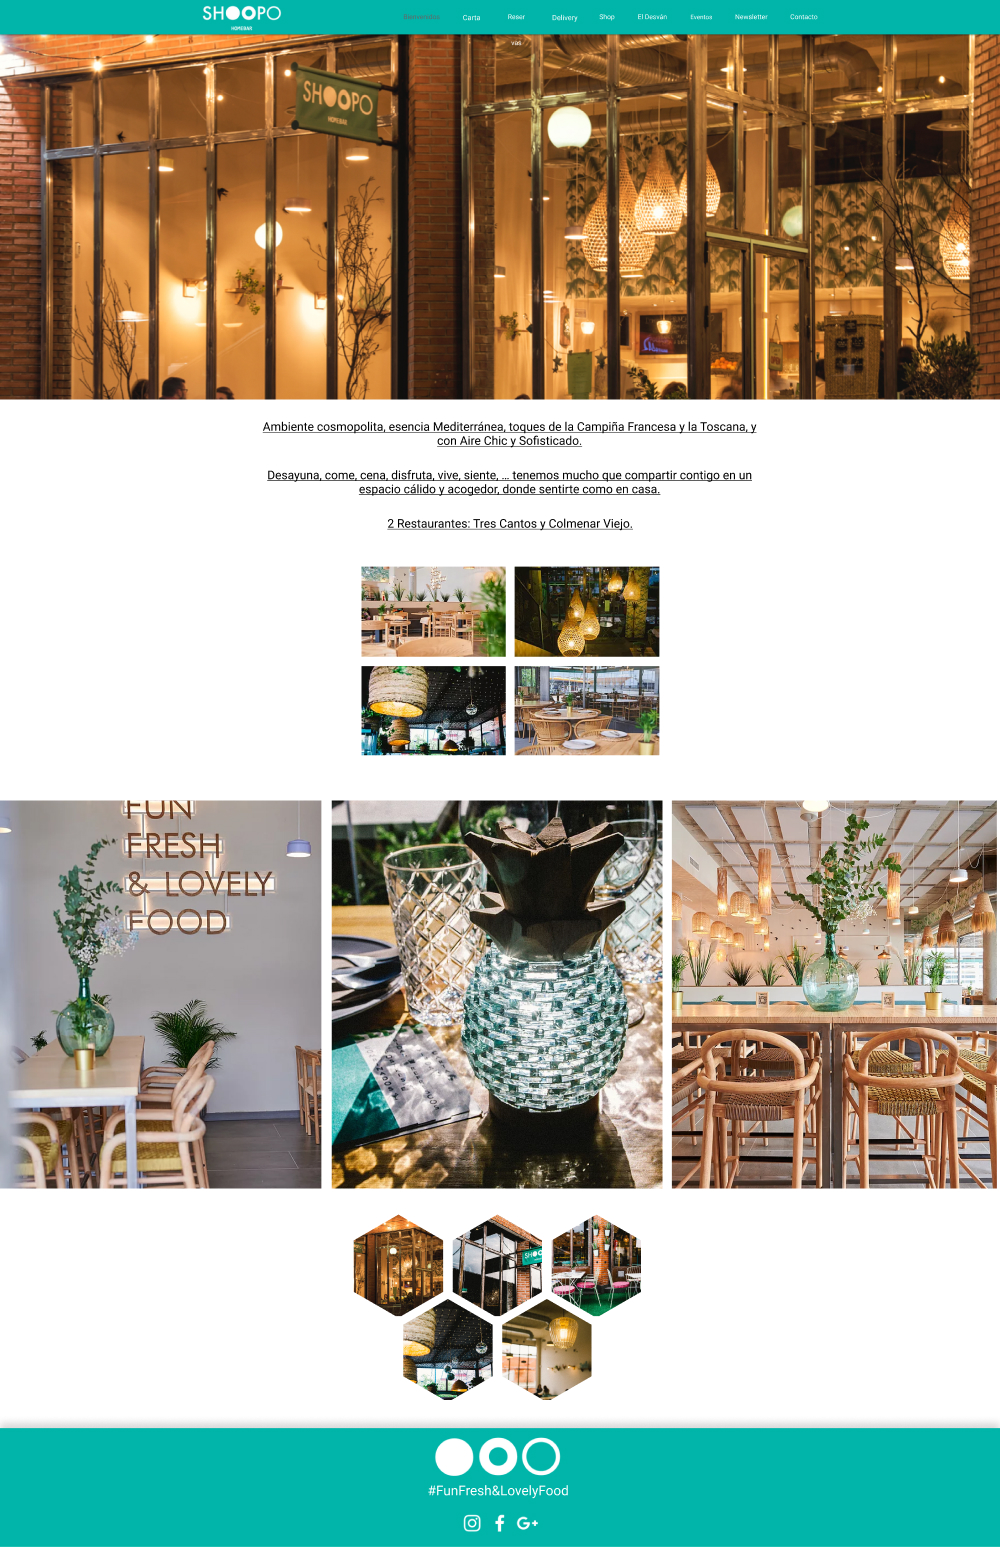 SHOOPO
HOMEBAR
Bienvenidos
Carta
Reser
vas
Delivery
Shop
El Desván
Eventos
Newsletter
Contacto
SHOOPO
HOMEBAR
Ambiente cosmopolita, esencia Mediterránea, toques de la Campiña Francesa y la Toscana, y
con Aire Chic y Sofisticado.
Desayuna, come, cena, disfruta, vive, siente, ... tenemos mucho que compartir contigo en un
espacio cálido y acogedor, donde sentirte como en casa.
2 Restaurantes: Tres Cantos y Colmenar Viejo.
FUN
FRESH
& LOVELY
FOOD
SHOO
#FunFresh&LovelyFood
G+